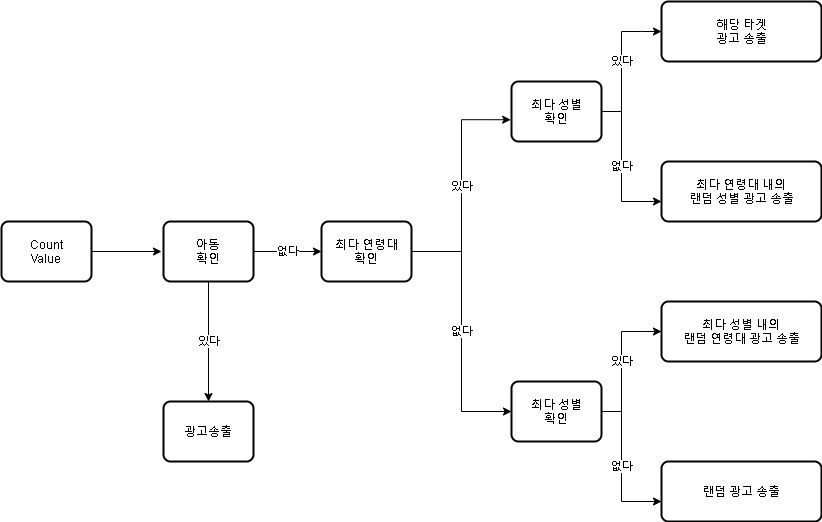 Count
Value
아동
확인
있다
광고송출
없다
최다 연령대
확인
있다
최다 성별
확인
있다
해당 타겟
광고 송출
없다
최다 연령대 내의
랜덤 성별 광고 송출
없다
최다 성별
확인
있다
최다 성별 내의
랜덤 연령대 광고 송출
없다
랜덤 광고 송출